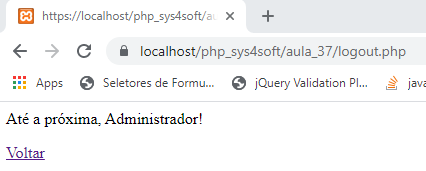 https://localhost/php_sys4soft/au
localhost/php_sys4soft/aula_37/logout.php
Apps Seletores de Formu... jQuery Validation Pl... java
Até a próxima, Administrador!
Voltar